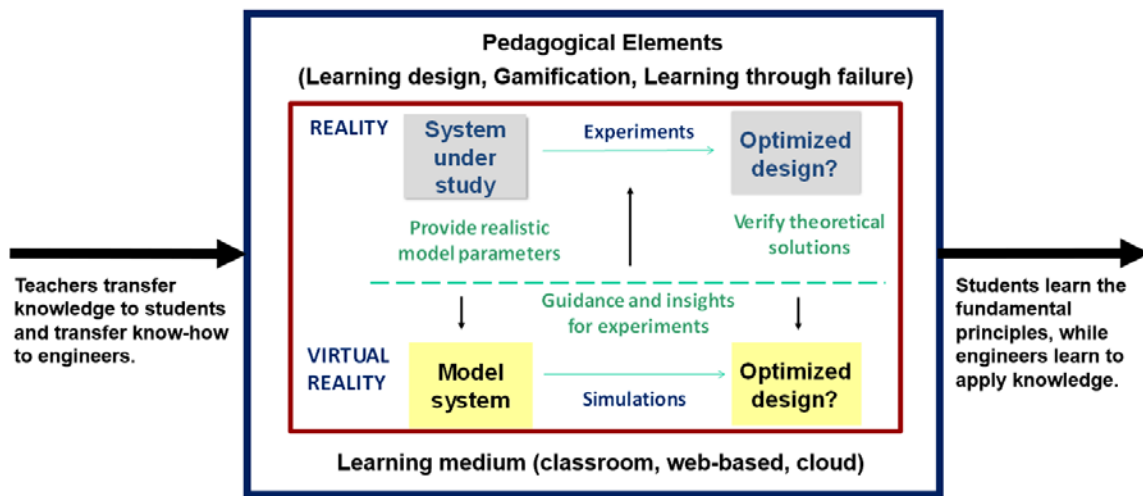 Pedagogical Elements
(Learning design, Gamification, Learning through failure)
REALITY
System
under
study
Experiments
Optimized
design?
Provide realistic
model parameters
Verify theoretical
solutions
Guidance and insights
for experiments
VIRTUAL
REALITY
Model
system
Simulations
Optimized
design?
Learning medium (classroom, web-based, cloud)
Teachers transfer
knowledge to students
and transfer know-how
to engineers.
Students learn the
fundamental
principles, while
engineers learn to
apply knowledge.